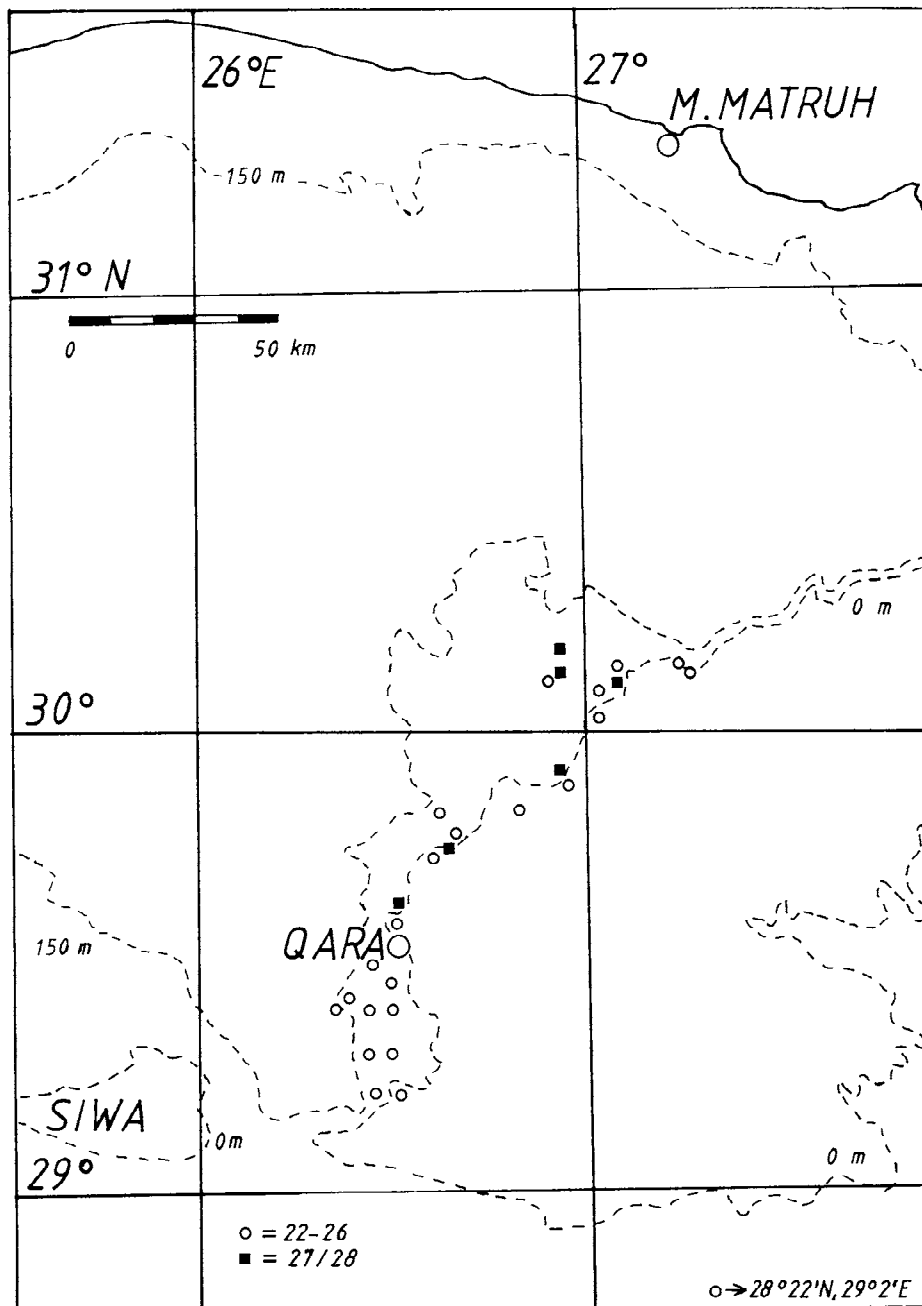 26°E
27°
M.MATRUH
150 m
31° N
0
50 km
0 m
30°
QARA
150 m
SIWA
0m
0 m
29°
○ = 22-26
■ = 27/28
○→28°22'N, 29°2'E